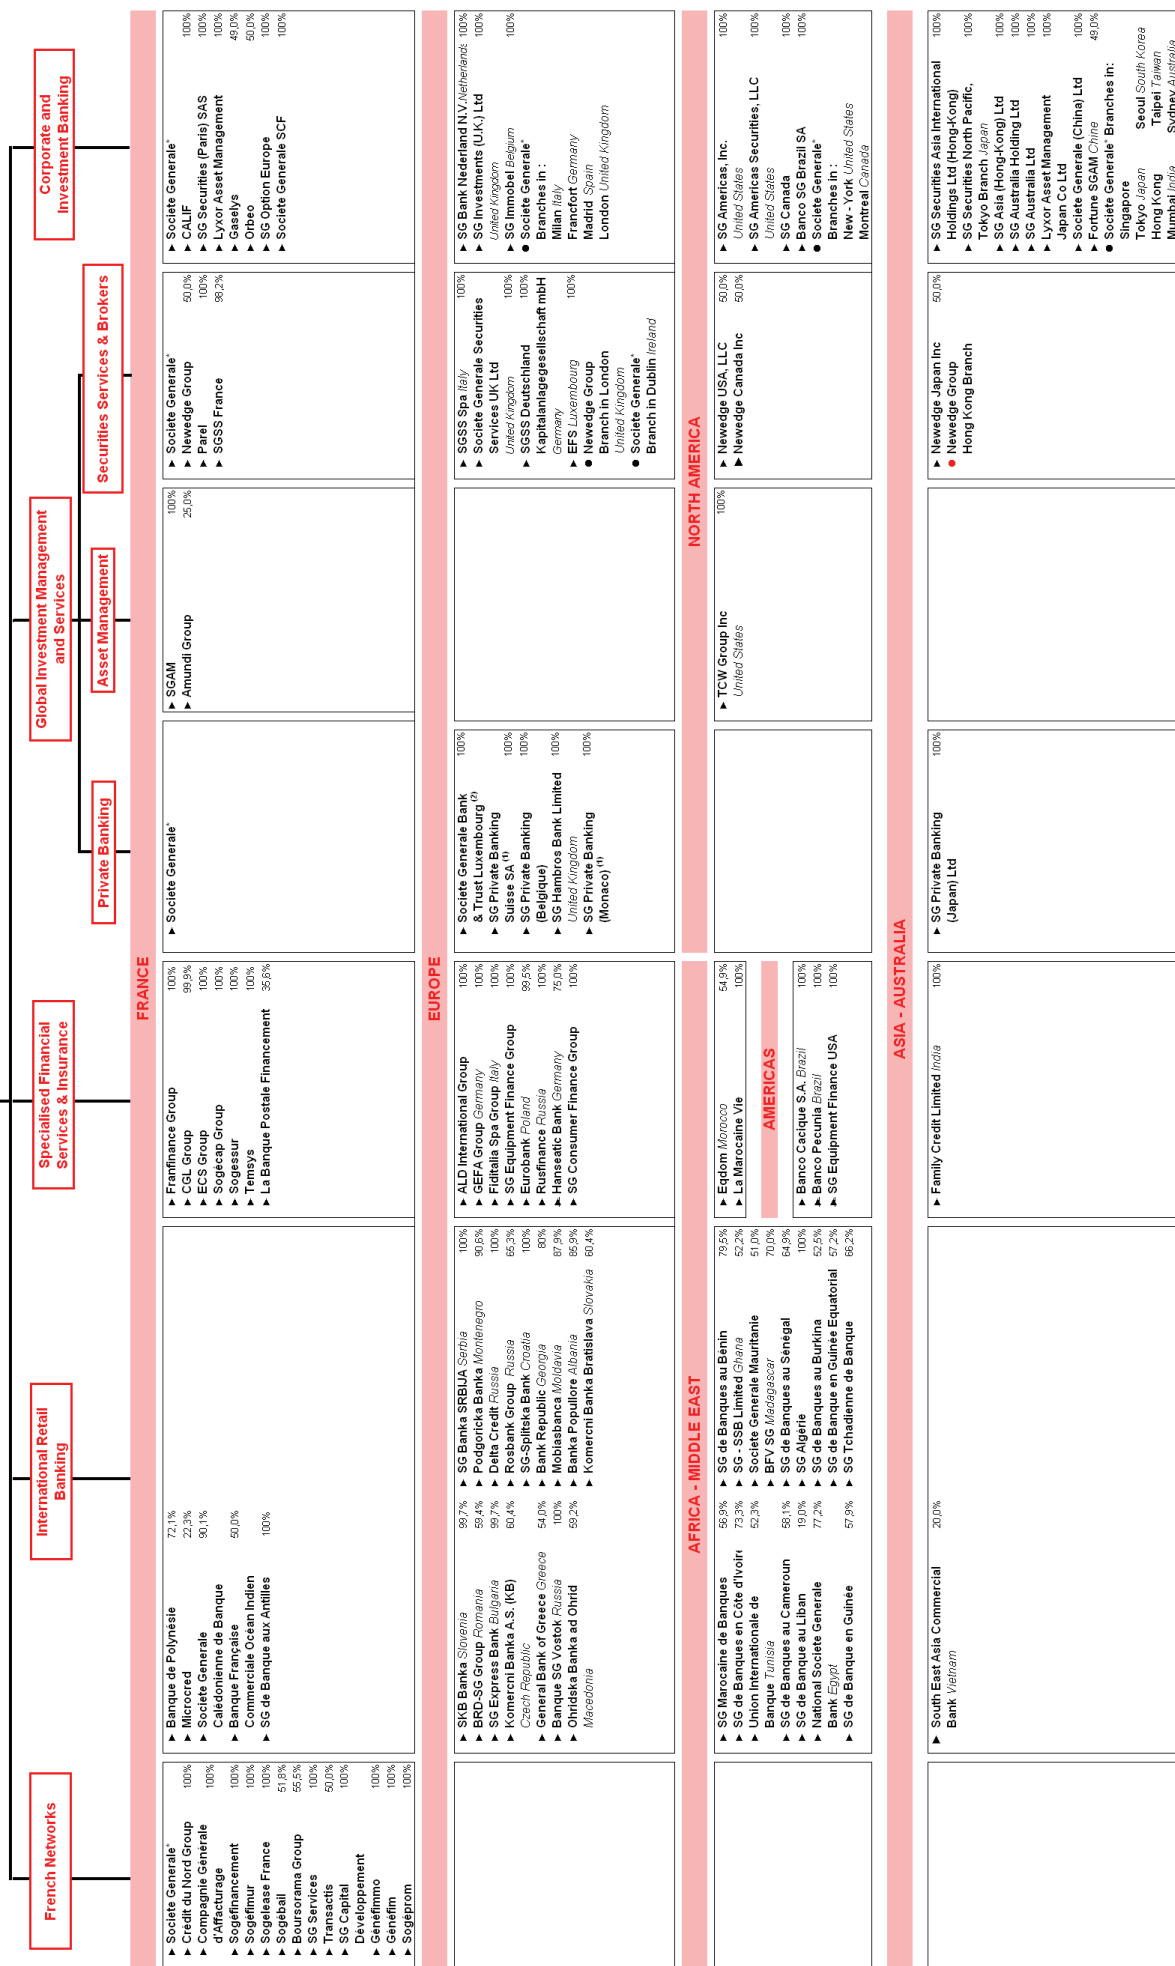 French Networks
International Retail
Banking
Specialised Financial
Services & Insurance
Global Investment Management
and Services
Private Banking
Asset Management
Securities Services & Brokers
Corporate and
Investment Banking
FRANCE
► Societe Generale*
► Crédit du Nord Group 100%
► Compagnie Générale
d'Affacturage 100%
► Sogéfinancement 100%
► Sogéfimur 100%
► Sogelease France 100%
► Sogébail 51,8%
► Boursorama Group 55,5%
► SG Services 100%
► Transactis 50,0%
► SG Capital 100%
Développement
► Généfimmo 100%
► Généfim 100%
► Sogéprom 100%
► Banque de Polynésie 72,1%
► Microcred 22,3%
► Societe Generale 90,1%
Calédonienne de Banque
► Banque Française 50,0%
Commerciale Océan Indien
► SG de Banque aux Antilles 100%
► Franfinance Group 100%
► CGL Group 99,9%
► ECS Group 100%
► Sogécap Group 100%
► Sogessur 100%
► Temsys 100%
► La Banque Postale Financement 35,6%
► Societe Generale*
► SGAM 100%
► Amundi Group 25,0%
► Societe Generale*
► Newedge Group 50,0%
► Parel 100%
► SGSS France 98,2%
► Societe Generale*
► CALIF 100%
► SG Securities (Paris) SAS 100%
► Lyxor Asset Management 100%
► Gaselys 49,0%
► Orbeo 50,0%
► SG Option Europe 100%
► Societe Generale SCF 100%
EUROPE
► SKB Banka Slovenia 99,7%
► BRD-SG Group Romania 59,4%
► SG Express Bank Bulgaria 99,7%
► Komercni Banka A.S. (KB) 60,4%
Czech Republic
► General Bank of Greece Greece 54,0%
► Banque SG Vostok Russia 100%
► Ohridska Banka ad Ohrid 59,2%
Macedonia
► SG Banka SRBIJA Serbia 100%
► Podgoricka Banka Montenegro 90,6%
► Delta Credit Russia 100%
► Rosbank Group Russia 65,3%
► SG-Splitska Bank Croatia 100%
► Bank Republic Georgia 80%
► Mobiasbanca Moldavia 87,9%
► Banka Popullore Albania 85,9%
► Komercni Banka Bratislava Slovakia 60,4%
► ALD International Group 100%
► GEFA Group Germany 100%
► Fiditalia Spa Group Italy 100%
► SG Equipment Finance Group 100%
► Eurobank Poland 99,5%
► Rusfinance Russia 100%
► Hanseatic Bank Germany 75,0%
► SG Consumer Finance Group 100%
► Societe Generale Bank 100%
& Trust Luxembourg (2)
► SG Private Banking
Suisse SA (1) 100%
► SG Private Banking 100%
(Belgique)
► SG Hambros Bank Limited 100%
United Kingdom
► SG Private Banking 100%
(Monaco) (1)
► SGSS Spa Italy 100%
► Societe Generale Securities
Services UK Ltd
United Kingdom 100%
► SGSS Deutschland 100%
Kapitalanlagegesellschaft mbH
Germany
► EFS Luxembourg 100%
● Newedge Group
Branch in London
United Kingdom
● Societe Generale*
Branch in Dublin Ireland
► SG Bank Nederland N.V.Netherlands 100%
► SG Investments (U.K.) Ltd 100%
United Kingdom
► SG Immobel Belgium 100%
● Societe Generale*
Branches in :
Milan Italy
Francfort Germany
Madrid Spain
London United Kingdom
AFRICA - MIDDLE EAST
NORTH AMERICA
► SG Marocaine de Banques 56,9%
► SG de Banques en Côte d'Ivoire 73,3%
► Union Internationale de 52,3%
Banque Tunisia
► SG de Banques au Cameroun 58,1%
► SG de Banque au Liban 19,0%
► National Societe Generale 77,2%
Bank Egypt
► SG de Banque en Guinée 57,9%
► SG de Banques au Bénin 79,5%
► SG - SSB Limited Ghana 52,2%
► Societe Generale Mauritanie 51,0%
► BFV SG Madagascar 70,0%
► SG de Banques au Sénégal 64,9%
► SG Algérie 100%
► SG de Banques au Burkina 52,5%
► SG de Banque en Guinée Equatorial 57,2%
► SG Tchadienne de Banque 66,2%
► Eqdom Morocco 54,9%
► La Marocaine Vie 100%
AMERICAS
► Banco Cacique S.A. Brazil 100%
► Banco Pecunia Brazil 100%
► SG Equipment Finance USA 100%
► TCW Group Inc 100%
United States
► Newedge USA, LLC 50,0%
► Newedge Canada Inc 50,0%
► SG Americas, Inc. 100%
United States
► SG Americas Securities, LLC 100%
United States
► SG Canada 100%
► Banco SG Brazil SA 100%
● Societe Generale*
Branches in :
New - York United States
Montreal Canada
ASIA - AUSTRALIA
► South East Asia Commercial 20,0%
Bank Vietnam
► Family Credit Limited India 100%
► SG Private Banking 100%
(Japan) Ltd
► Newedge Japan Inc 50,0%
● Newedge Group
Hong Kong Branch
► SG Securities Asia International 100%
Holdings Ltd (Hong-Kong)
► SG Securities North Pacific, 100%
Tokyo Branch Japan
► SG Asia (Hong-Kong) Ltd 100%
► SG Australia Holding Ltd 100%
► SG Australia Ltd 100%
► Lyxor Asset Management 100%
Japan Co Ltd
► Societe Generale (China) Ltd 100%
► Fortune SGAM Chine 49,0%
● Societe Generale* Branches in:
Singapore
Tokyo Japan Seoul South Korea
Hong Kong Taipei Taiwan
Mumbai India Sydney Australia